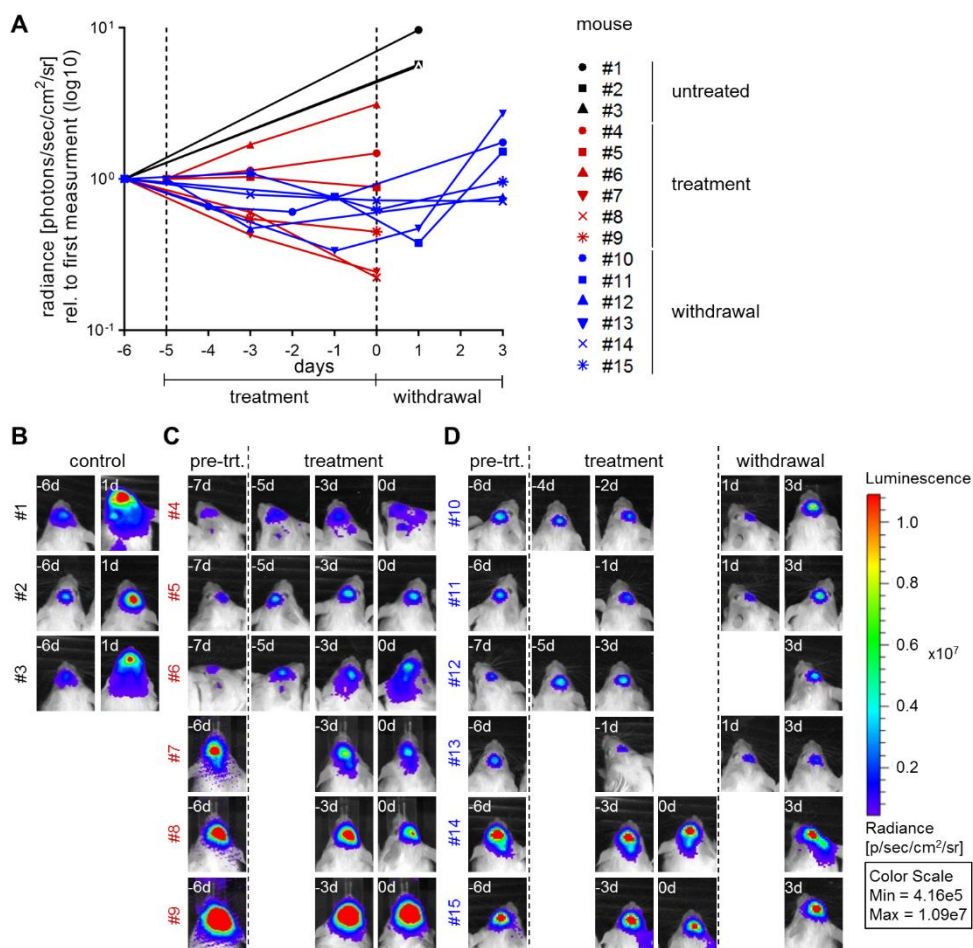 A
radiance [photons/sec/cm²/sr]
rel. to first measurment (log10)
10¹
10⁰
10⁻¹
-6 -5 -4 -3 -2 -1 0 1 2 3
days
treatment withdrawal
mouse
#1
#2
#3
untreated
#4
#5
#6
#7
#8
#9
treatment
#10
#11
#12
#13
#14
#15
withdrawal
B C D
control pre-trt. treatment pre-trt. treatment withdrawal
#1 -6d 1d
#4 -7d -5d -3d 0d
#10 -6d -4d -2d 1d 3d
#2 -6d 1d
#5 -7d -5d -3d 0d
#11 -6d -1d 1d 3d
#3 -6d 1d
#6 -7d -5d -3d 0d
#12 -7d -5d -3d 3d
#7 -6d -3d 0d
#13 -6d -1d 1d 3d
#8 -6d -3d 0d
#14 -6d -3d 0d 3d
#9 -6d -3d 0d
#15 -6d -3d 0d 3d
Luminescence
1.0
0.8
0.6
x10⁷
0.4
0.2
Radiance
[p/sec/cm²/sr]
Color Scale
Min = 4.16e5
Max = 1.09e7